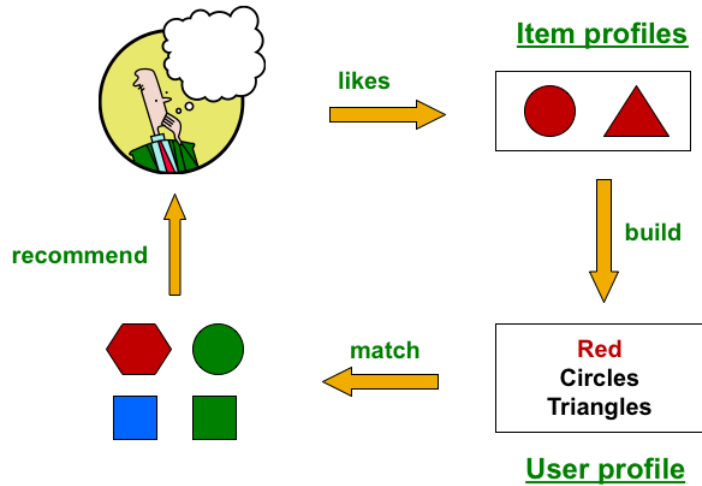 Item profiles
likes
build
recommend
match
Red
Circles
Triangles
User profile